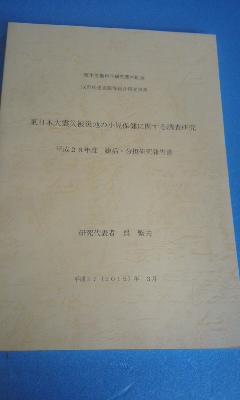 東日本大震災被災地の小児保健に関する調査研究
平成26年度 総括・分担研究報告書
研究代表者 呉 繁夫
平成27（2015）年 3月